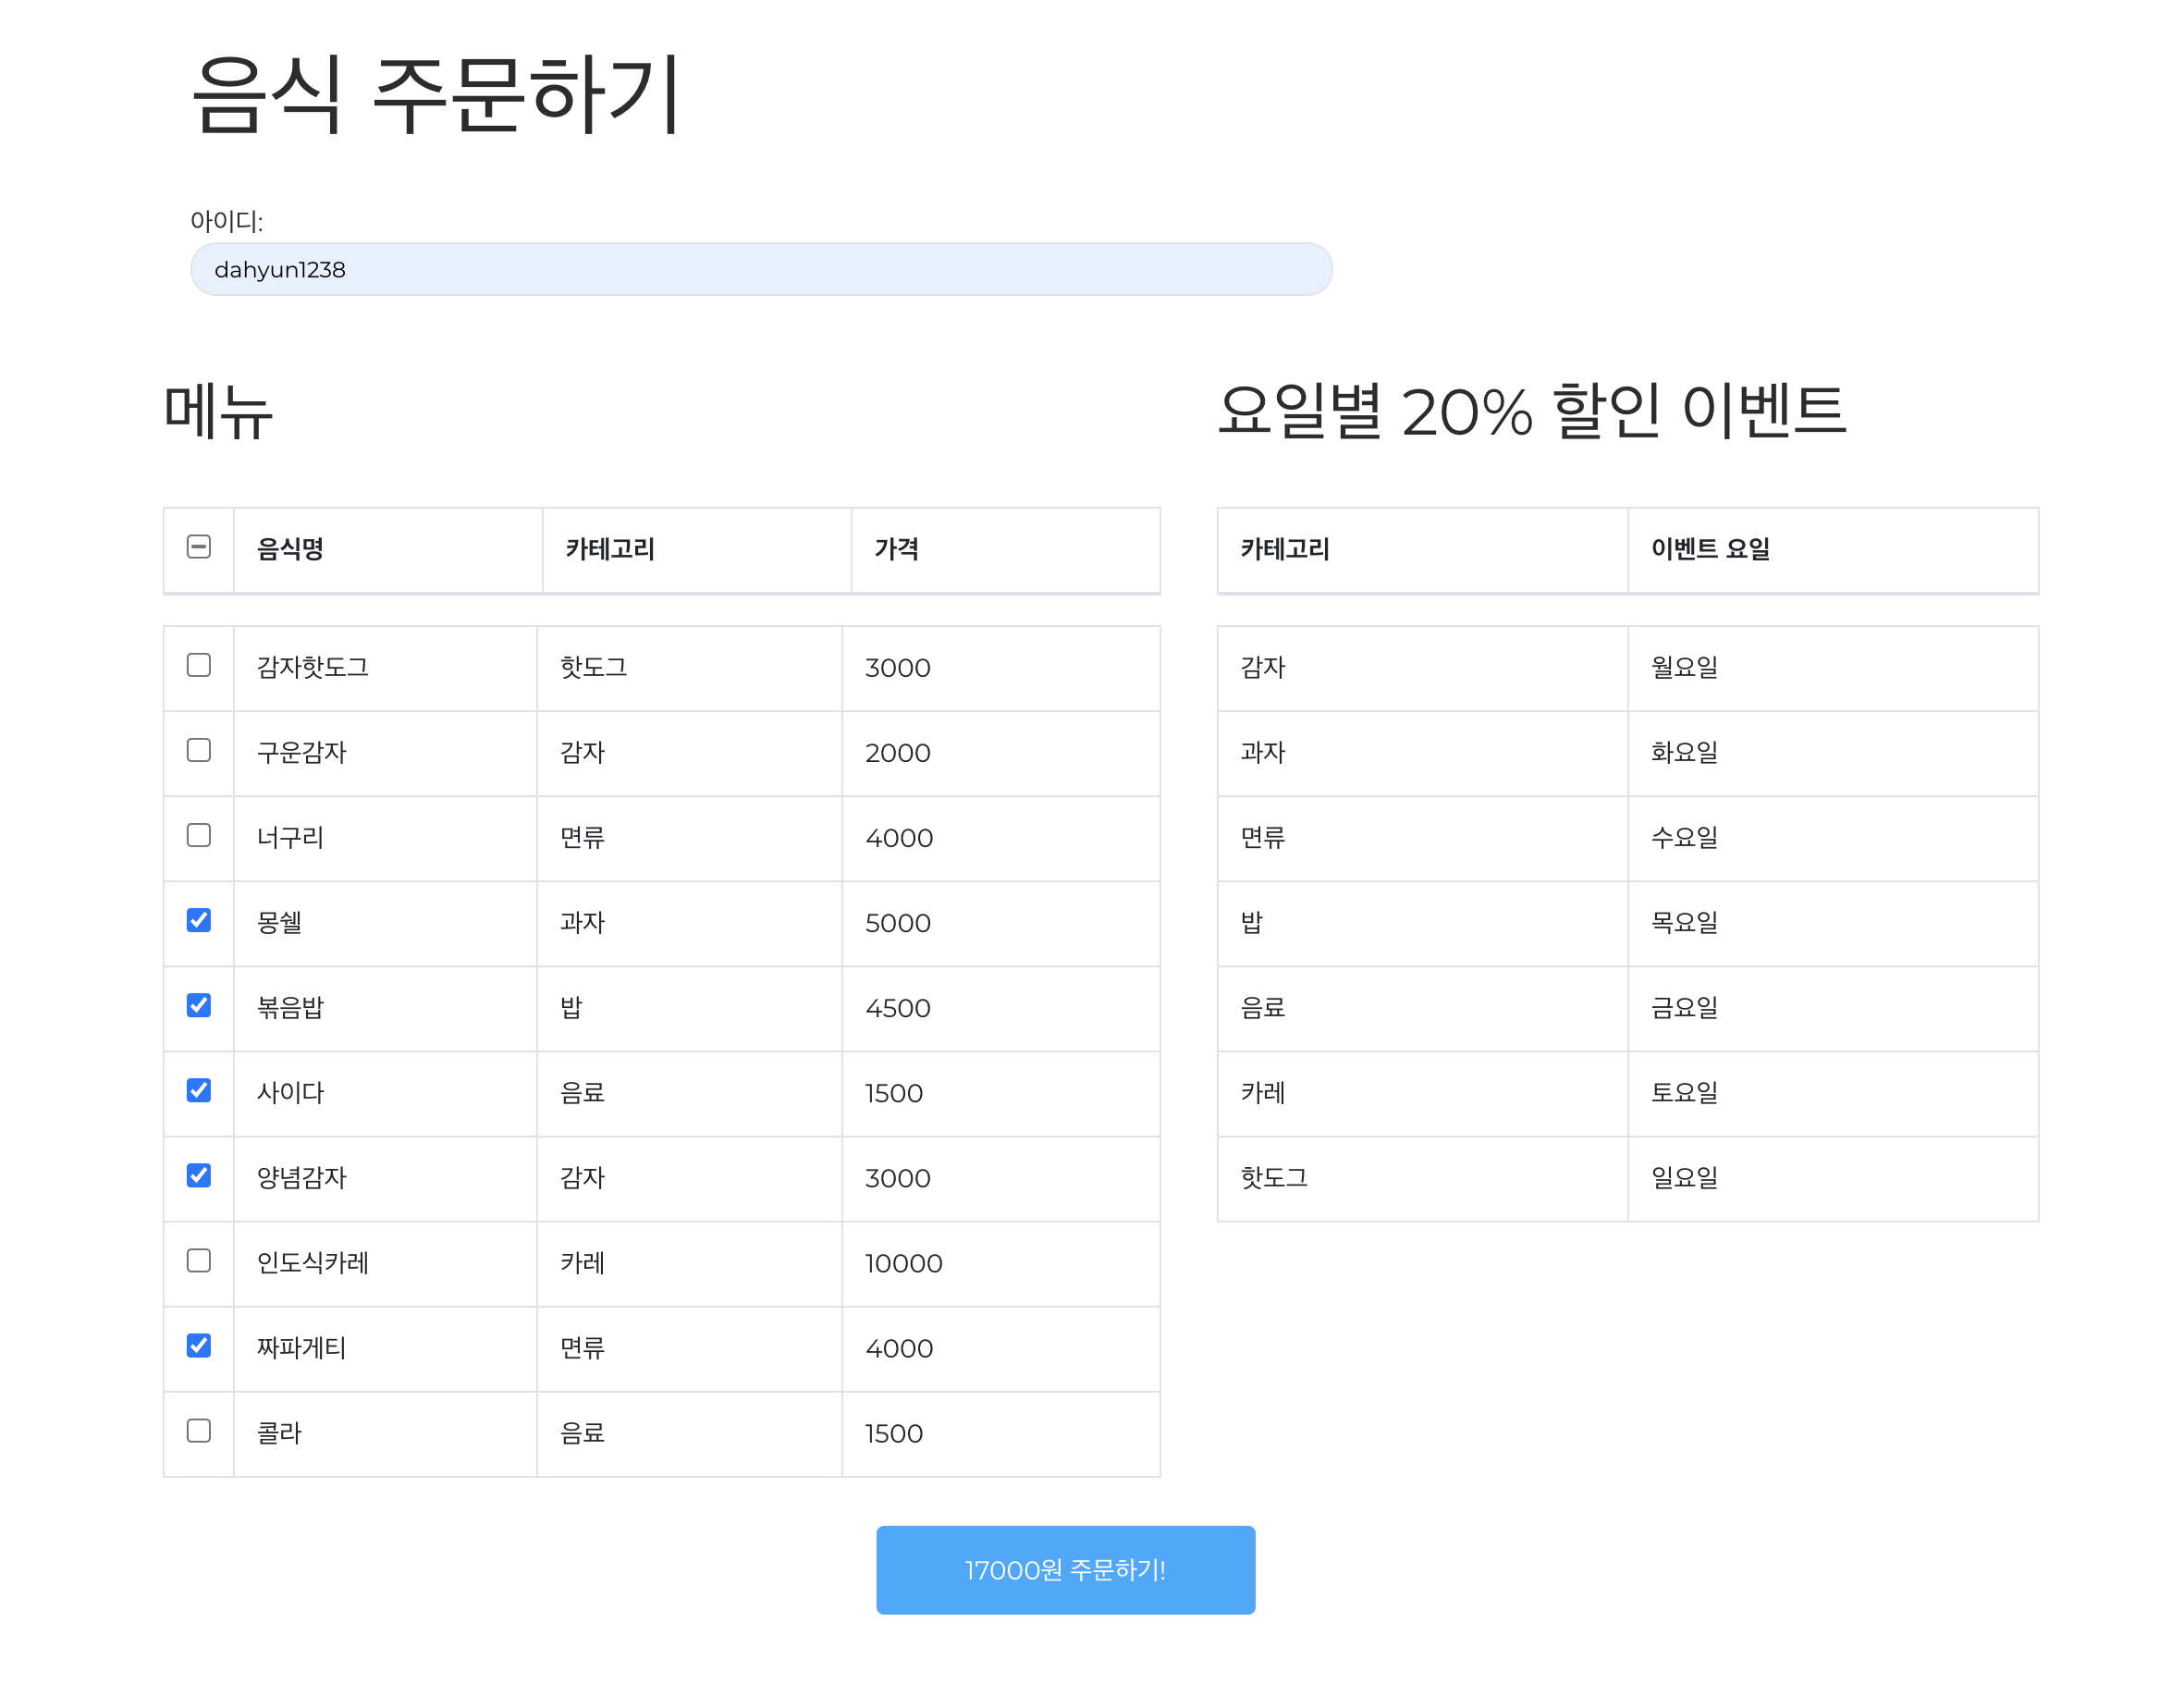 음식 주문하기
아이디:
dahyun1238
메뉴
음식명 카테고리 가격
감자핫도그 핫도그 3000
구운감자 감자 2000
너구리 면류 4000
몽쉘 과자 5000
볶음밥 밥 4500
사이다 음료 1500
양념감자 감자 3000
인도식카레 카레 10000
짜파게티 면류 4000
콜라 음료 1500
요일별 20% 할인 이벤트
카테고리 이벤트 요일
감자 월요일
과자 화요일
면류 수요일
밥 목요일
음료 금요일
카레 토요일
핫도그 일요일
17000원 주문하기!